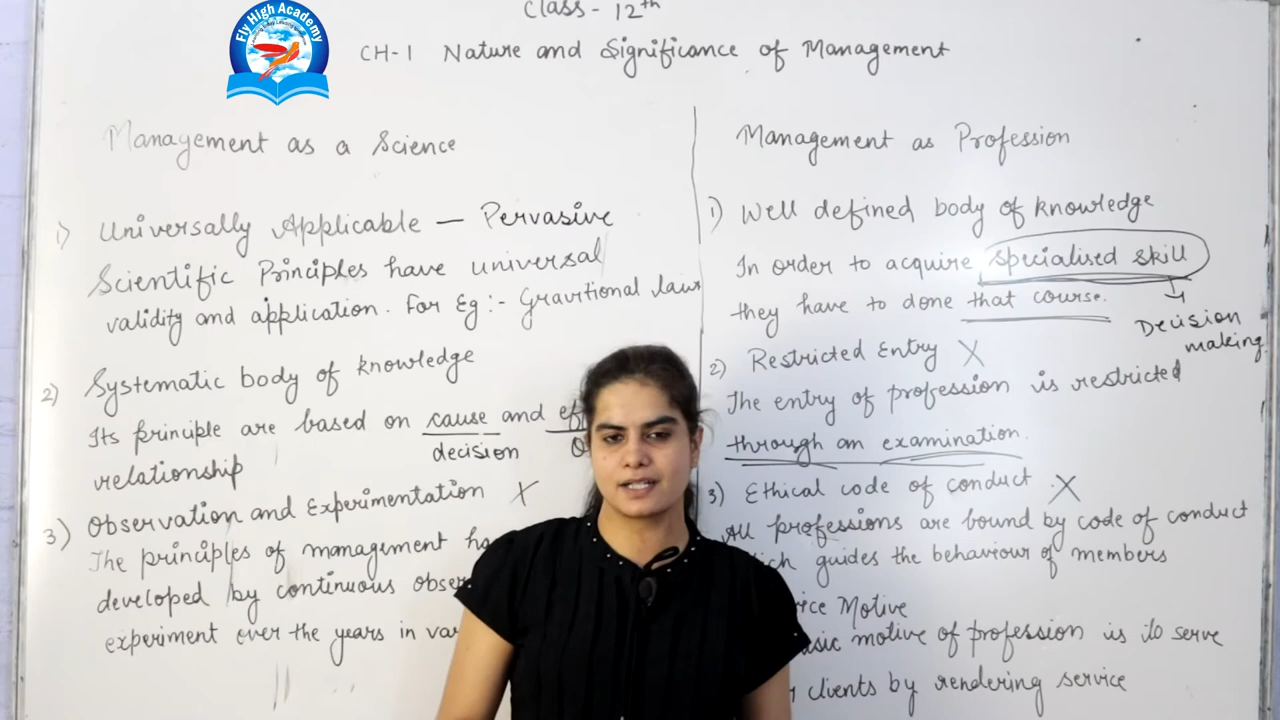 Fly High Academy
Class - 12th
CH-1 Nature and Significance of Management
Management as a Science
1) Universally Applicable — Pervasive
Scientific Principles have universal
validity and application. For Eg :- Gravitional law
2) Systematic body of knowledge
Its principle are based on cause and
decision
relationship
3) Observation and Experimentation X
The principles of management
developed by continuous
experiment over the years in
Management as Profession
1) Well defined body of knowledge
In order to acquire specialised skill
they have to done that course.
Decision
making
2) Restricted Entry X
The entry of profession is restricted
through an examination.
3) Ethical code of conduct X
All professions are bound by code of conduct
guides the behaviour of members
Motive
motive of profession is to serve
clients by rendering service